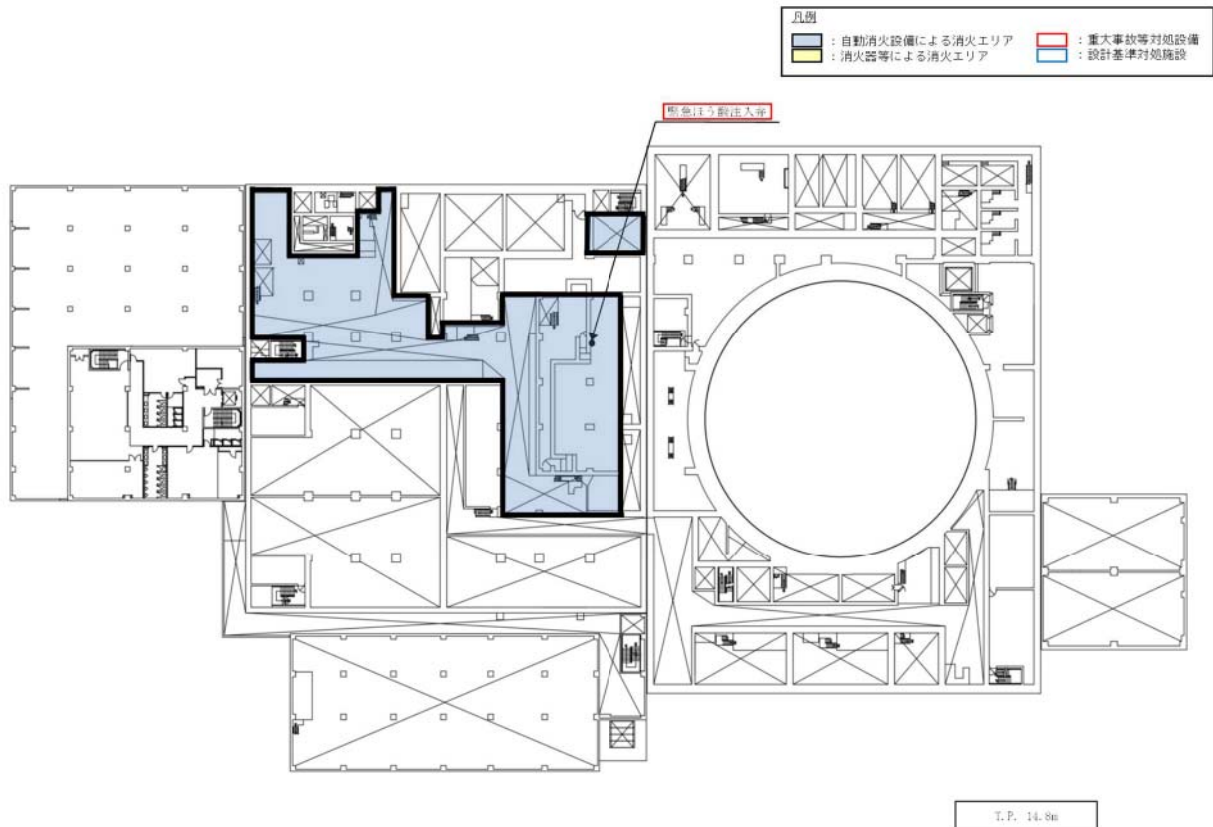 凡例
：自動消火設備による消火エリア
：重大事故等対処設備
：消火器等による消火エリア
：設計基準対処施設
緊急ほう酸注入弁
T.P. 14.8m